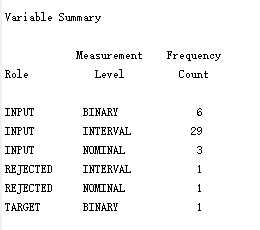 Variable Summary
Measurement Frequency
Role Level Count
INPUT BINARY 6
INPUT INTERVAL 29
INPUT NOMINAL 3
REJECTED INTERVAL 1
REJECTED NOMINAL 1
TARGET BINARY 1